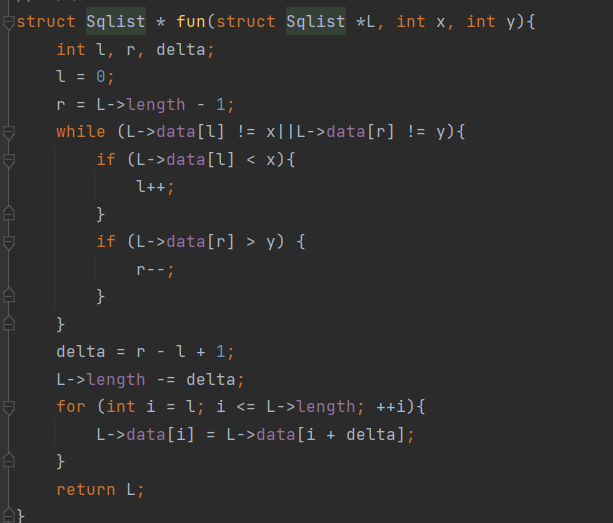 struct Sqlist * fun(struct Sqlist *L, int x, int y){
    int l, r, delta;
    l = 0;
    r = L->length - 1;
    while (L->data[l] != x||L->data[r] != y){
        if (L->data[l] < x){
            l++;
        }
        if (L->data[r] > y) {
            r--;
        }
    }
    delta = r - l + 1;
    L->length -= delta;
    for (int i = l; i <= L->length; ++i){
        L->data[i] = L->data[i + delta];
    }
    return L;
}